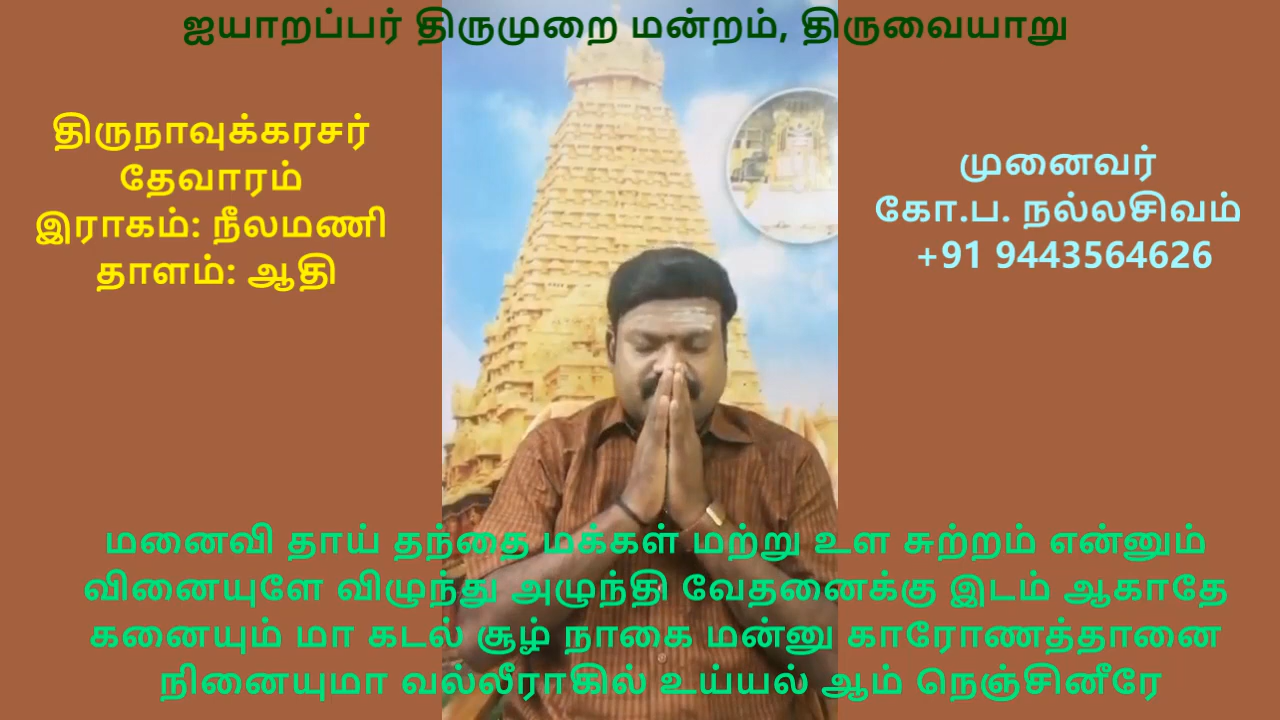 ஐயாறப்பர் திருமுறை மன்றம், திருவையாறு
திருநாவுக்கரசர்
தேவாரம்
இராகம்: நீலமணி
தாளம்: ஆதி
முனைவர்
கோ.ப. நல்லசிவம்
+91 9443564626
மனைவி தாய் தந்தை மக்கள் மற்று உள சுற்றம் என்னும்
வினையுளே விழுந்து அழுந்தி வேதனைக்கு இடம் ஆகாதே
கனையும் மா கடல் சூழ் நாகை மன்னு காரோணத்தானை
நினையுமா வல்லீராகில் உய்யல் ஆம் நெஞ்சினீரே